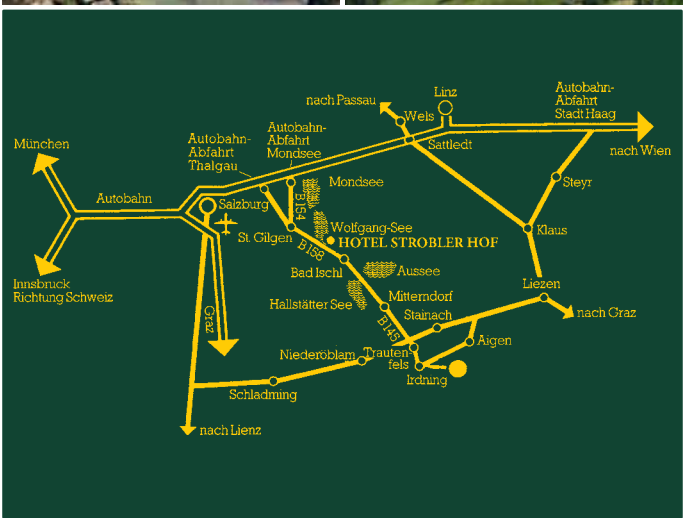 nach Passau
Linz
Autobahn-
Abfahrt
Stadt Haag
Wels
nach Wien
Sattledt
Autobahn-
Abfahrt
Mondsee
Autobahn-
Abfahrt
Thalgau
München
Mondsee
Steyr
Autobahn
Salzburg
B154
Wolfgang-See
St. Gilgen
HOTEL STROBLER HOF
Klaus
B158
Bad Ischl
Aussee
Innsbruck
Richtung Schweiz
Hallstätter See
Mitterndorf
Liezen
nach Graz
Graz
B145
Stainach
Aigen
Niederöblarn
Trauten-
fels
Irdning
Schladming
nach Lienz